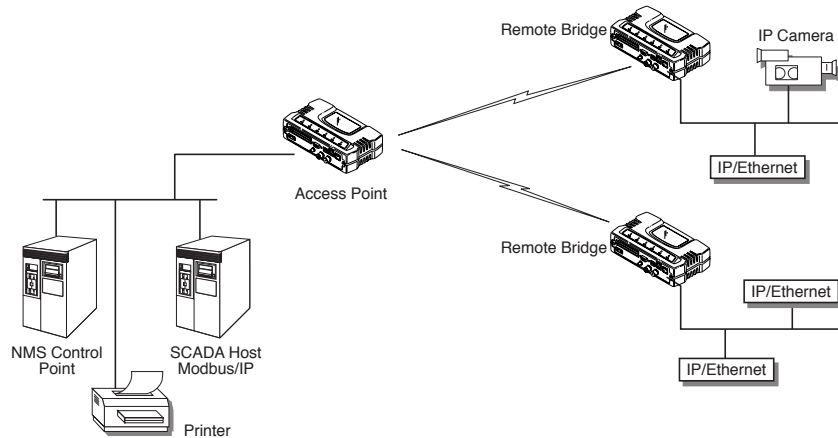 Remote Bridge
IP Camera
IP/Ethernet
Access Point
Remote Bridge
IP/Ethernet
NMS Control
Point
SCADA Host
Modbus/IP
IP/Ethernet
Printer